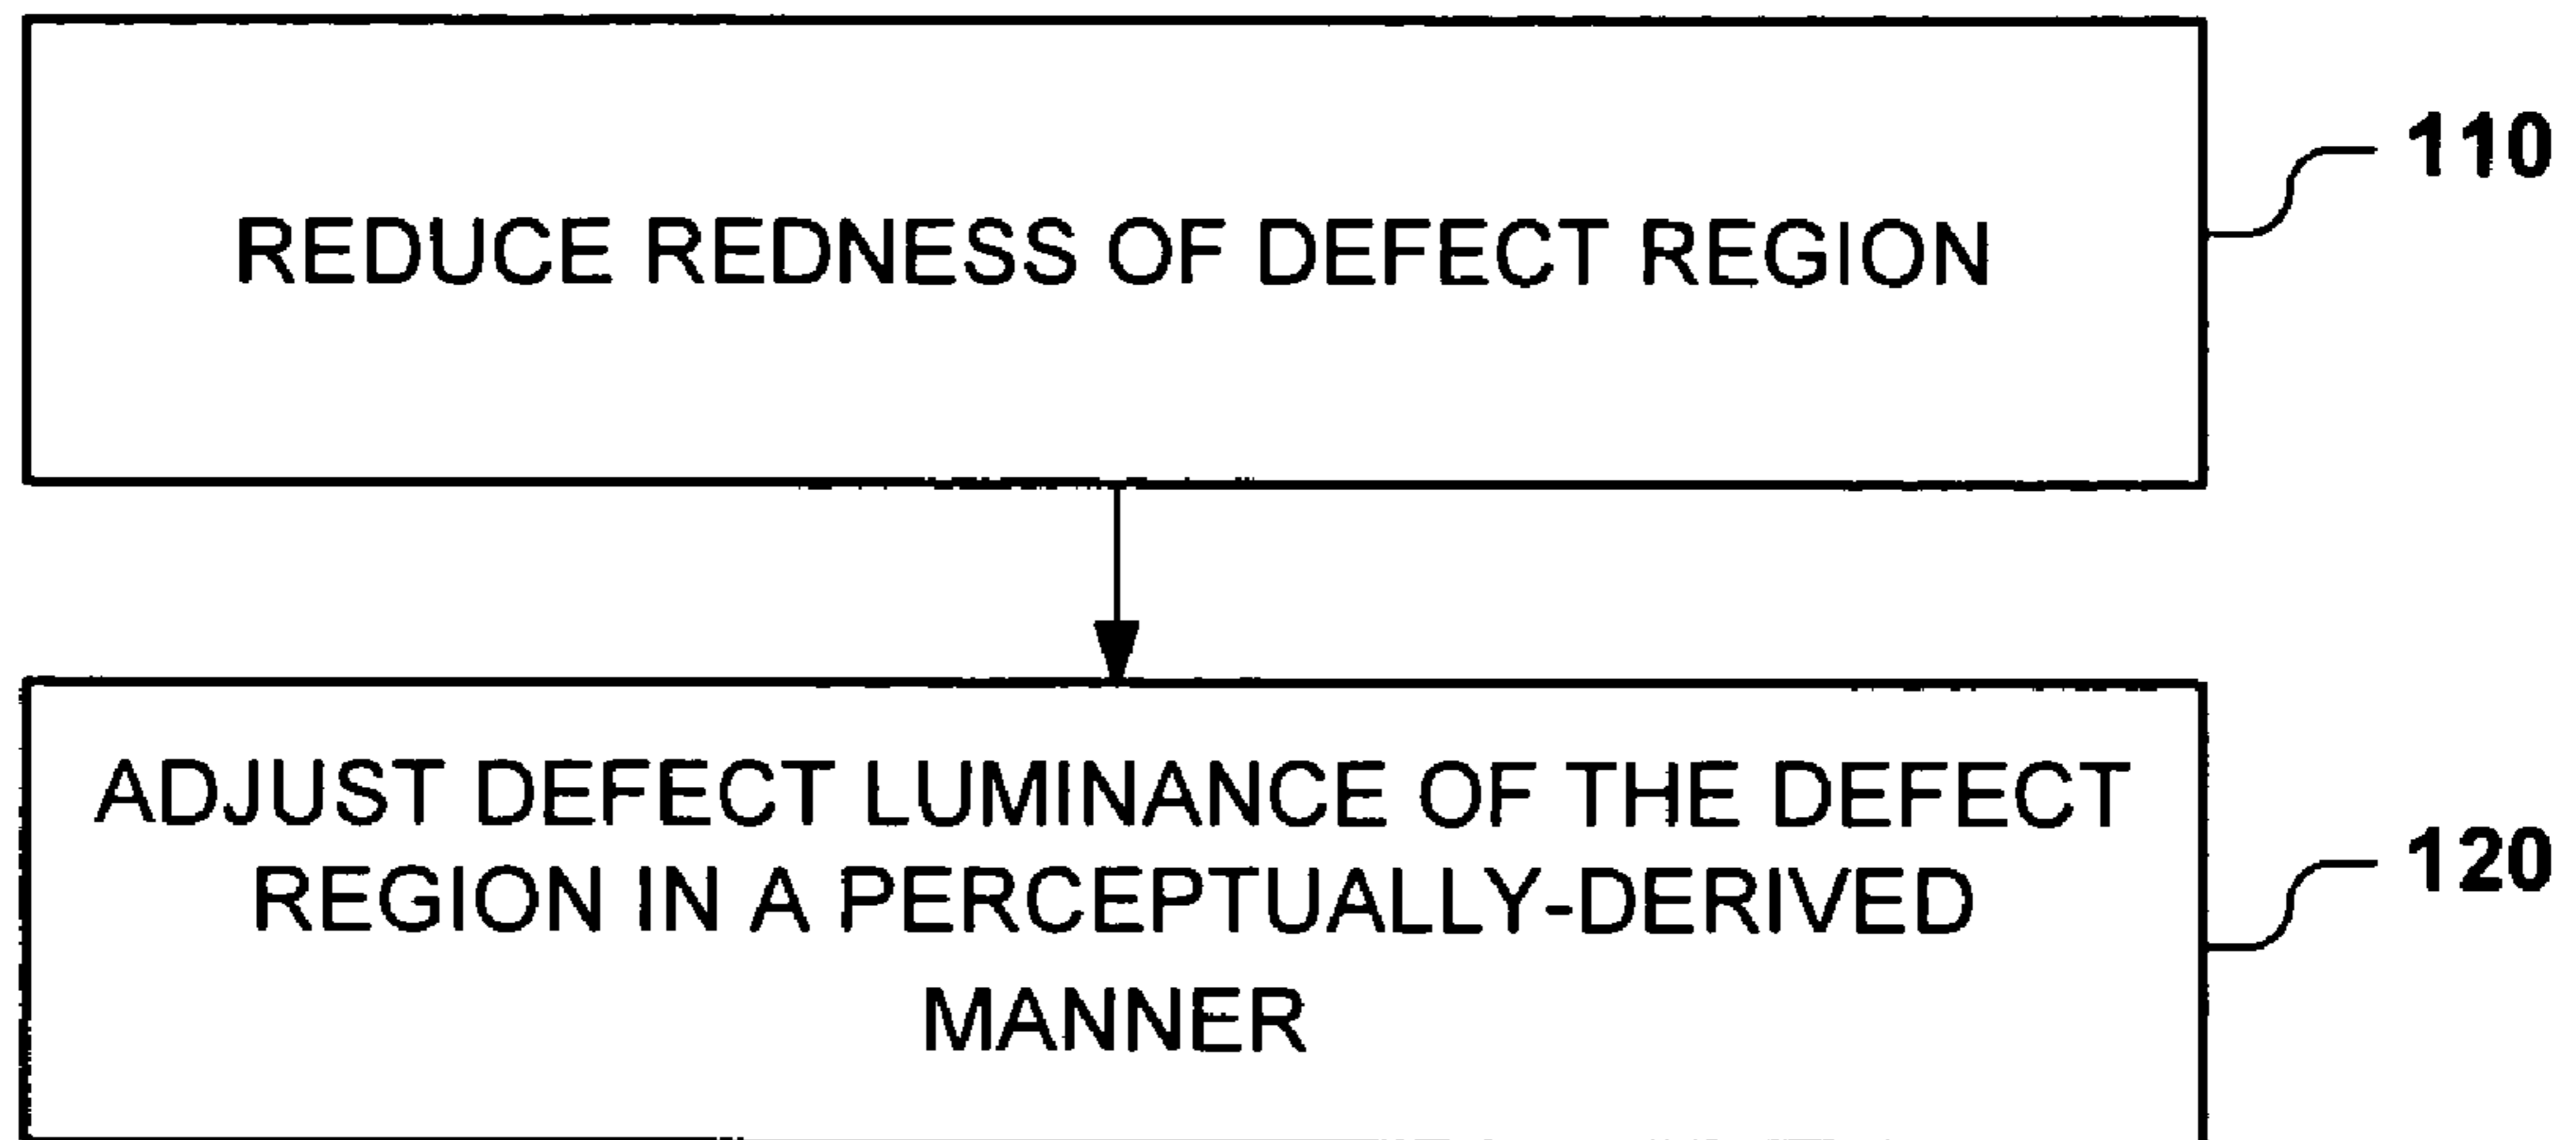 REDUCE REDNESS OF DEFECT REGION
110
ADJUST DEFECT LUMINANCE OF THE DEFECT
REGION IN A PERCEPTUALLY-DERIVED
MANNER
120